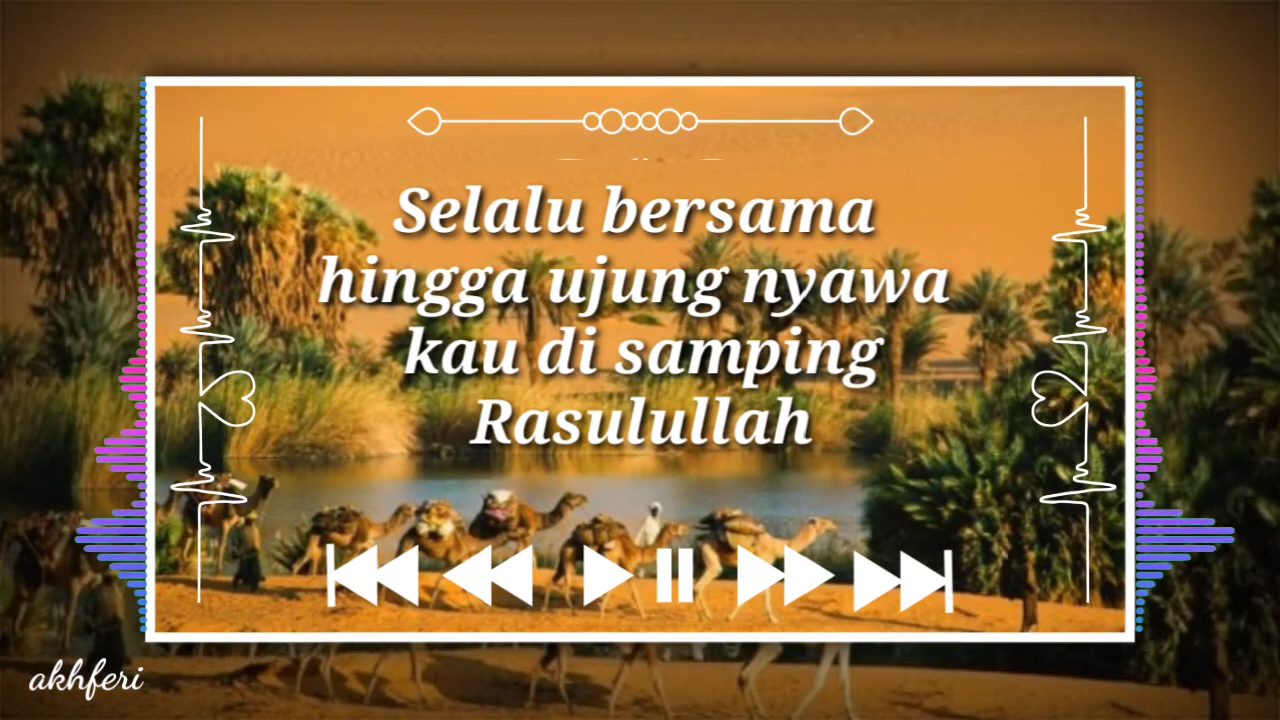 Selalu bersama
hingga ujung nyawa
kau di samping
Rasulullah
akhferi